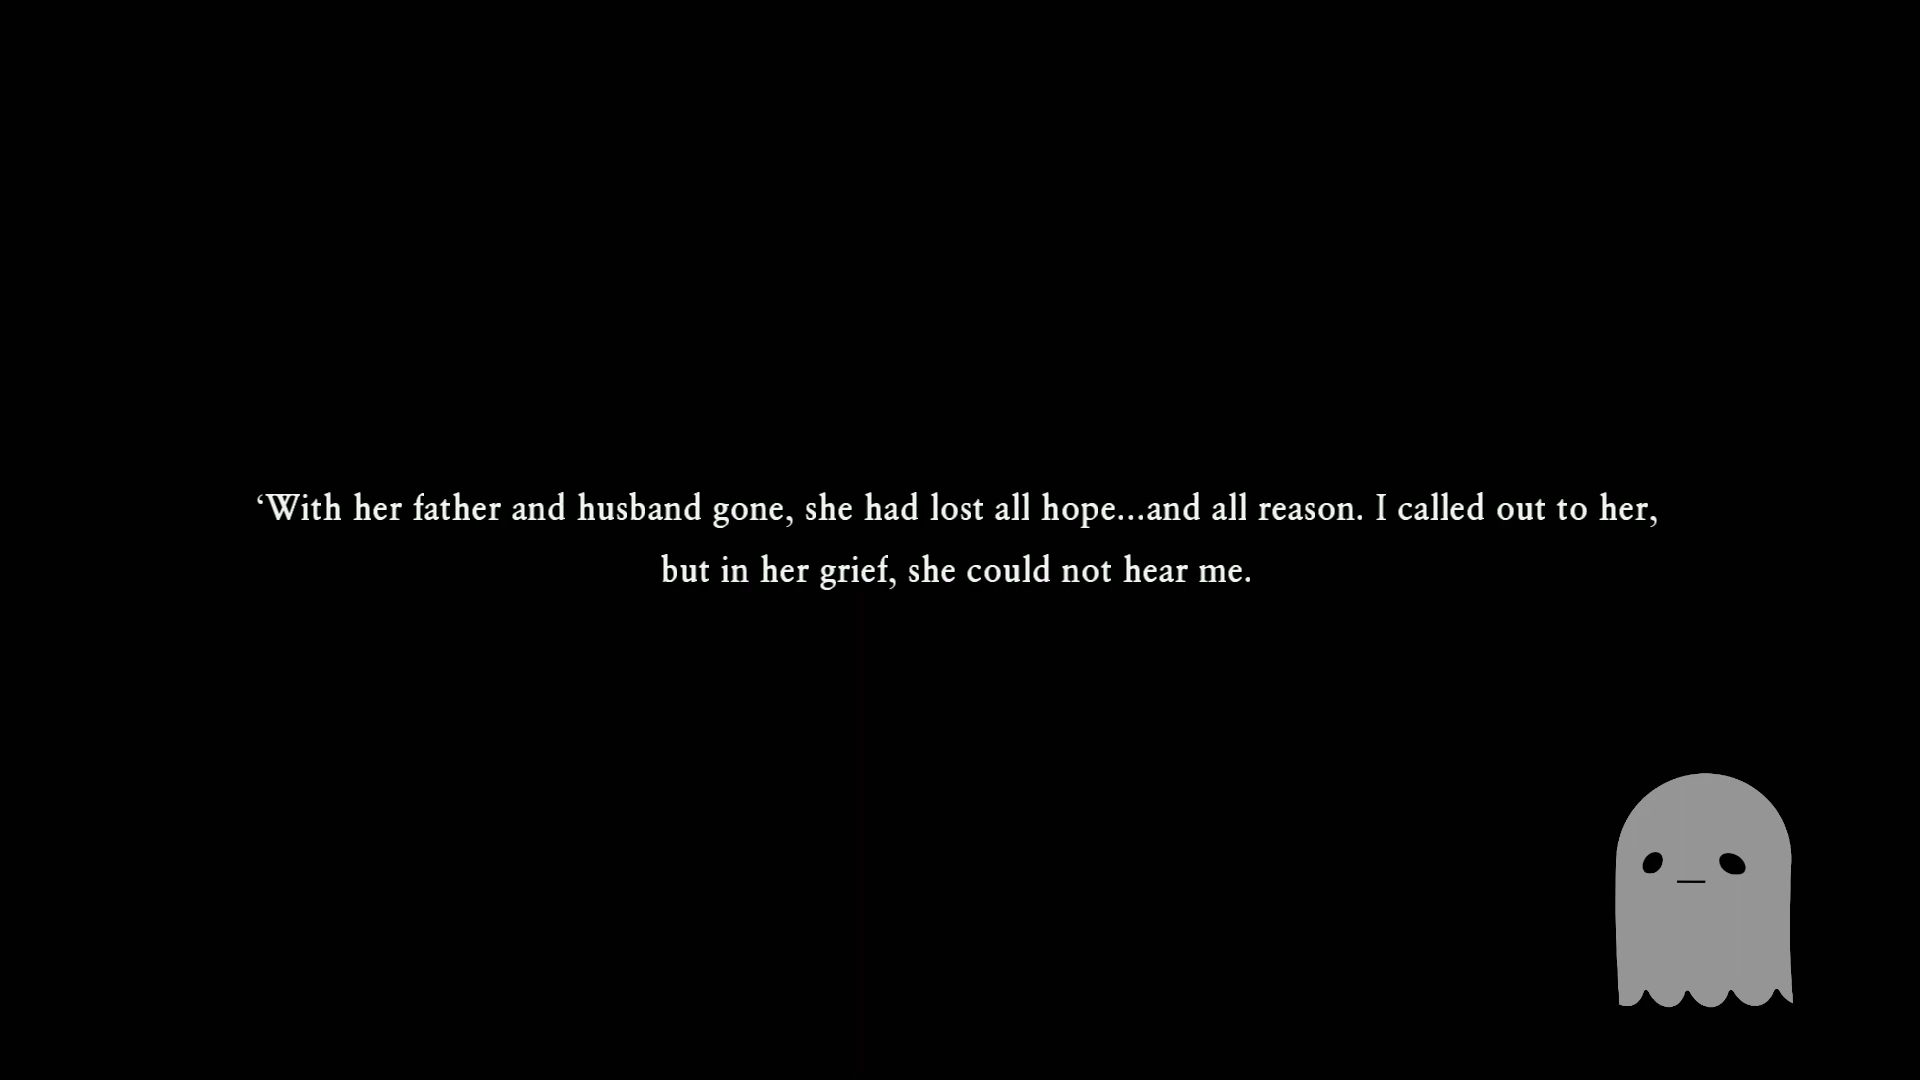 ‘With her father and husband gone, she had lost all hope...and all reason. I called out to her,
but in her grief, she could not hear me.